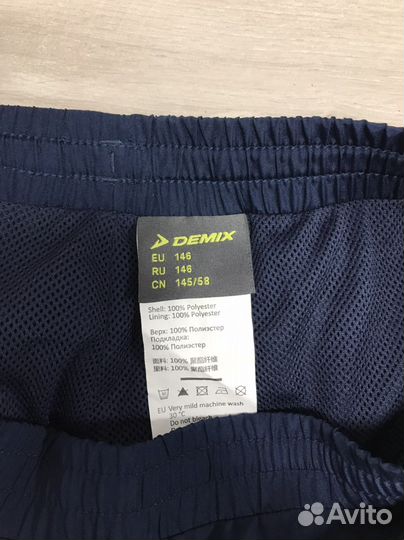 DEMIX
EU 146
RU 146
CN 145/58
Shell: 100% Polyester
Lining: 100% Polyester
Верх: 100% Полиэстер
Подкладка:
100% Полиэстер
面料: 100% 聚酯纤维
里料: 100% 聚酯纤维
EU Very mild machine wash
30 °C
Do not bleach
Avito